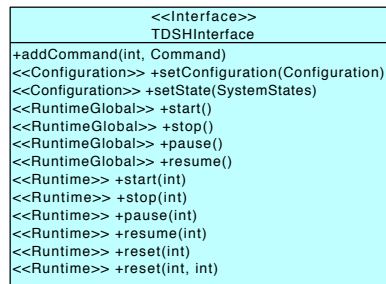 <<Interface>>
TDSHInterface
+addCommand(int, Command)
<<Configuration>> +setConfiguration(Configuration)
<<Configuration>> +setState(SystemStates)
<<RuntimeGlobal>> +start()
<<RuntimeGlobal>> +stop()
<<RuntimeGlobal>> +pause()
<<RuntimeGlobal>> +resume()
<<Runtime>> +start(int)
<<Runtime>> +stop(int)
<<Runtime>> +pause(int)
<<Runtime>> +resume(int)
<<Runtime>> +reset(int)
<<Runtime>> +reset(int, int)